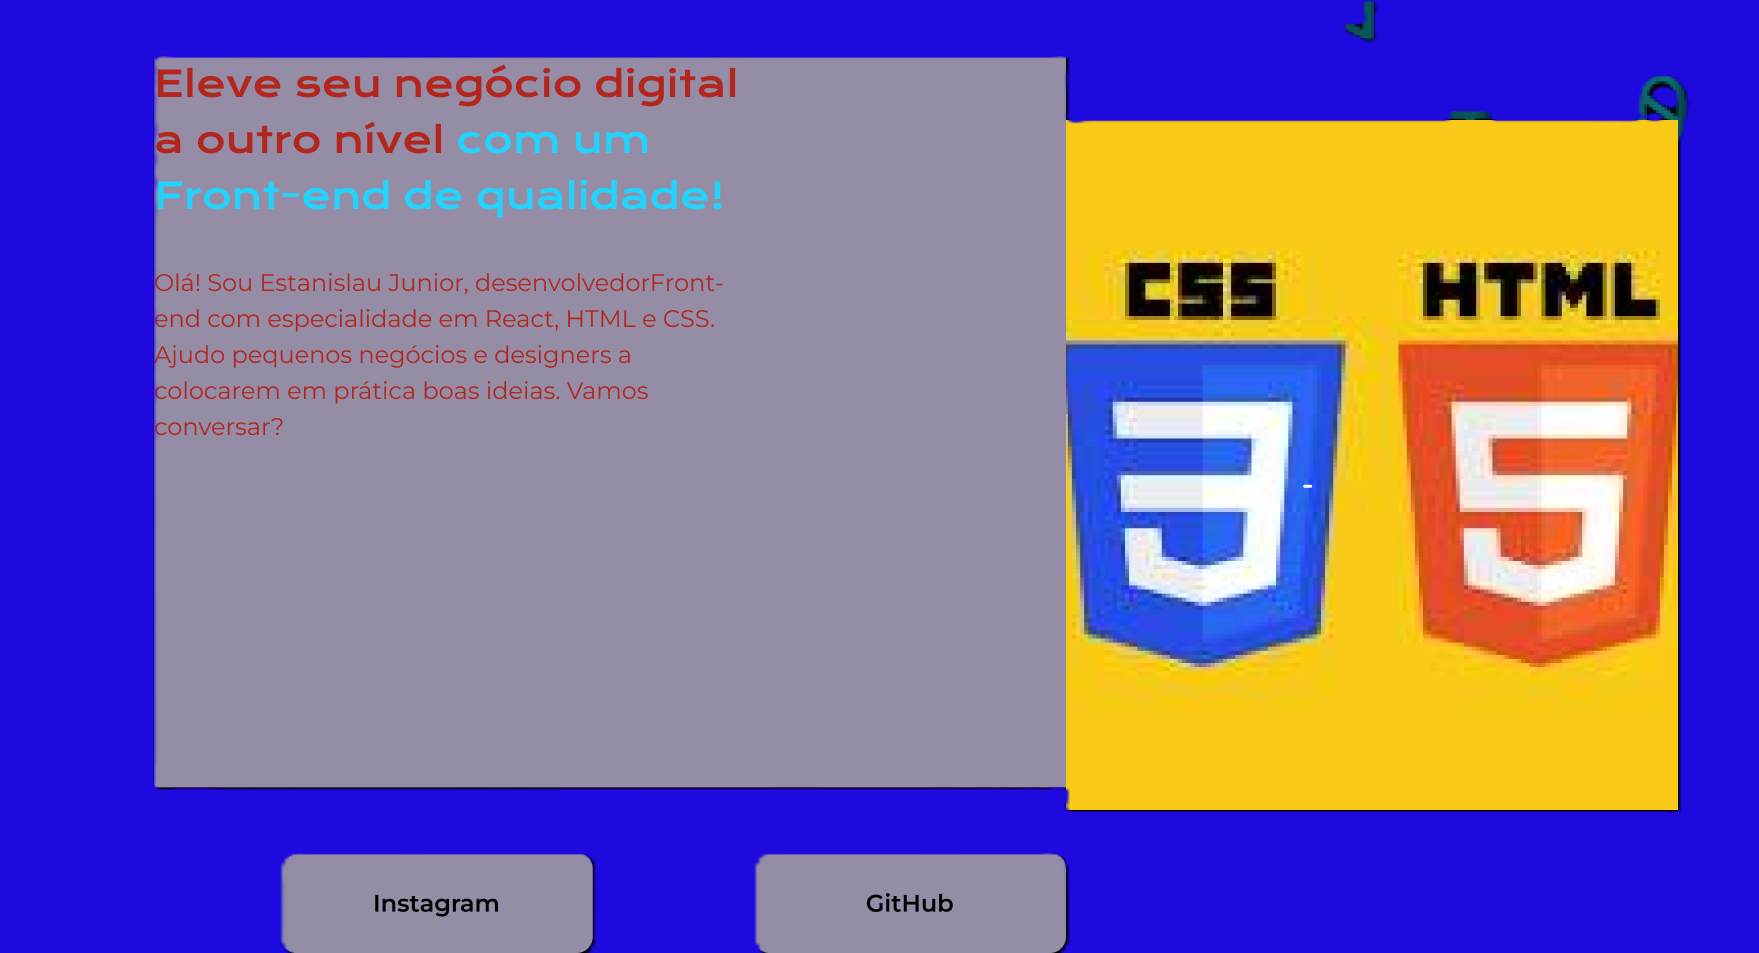 Eleve seu negócio digital
a outro nível com um
Front-end de qualidade!
Olá! Sou Estanislau Junior, desenvolvedorFront-
end com especialidade em React, HTML e CSS.
Ajudo pequenos negócios e designers a
colocarem em prática boas ideias. Vamos
conversar?
CSS HTML
3 5
Instagram GitHub